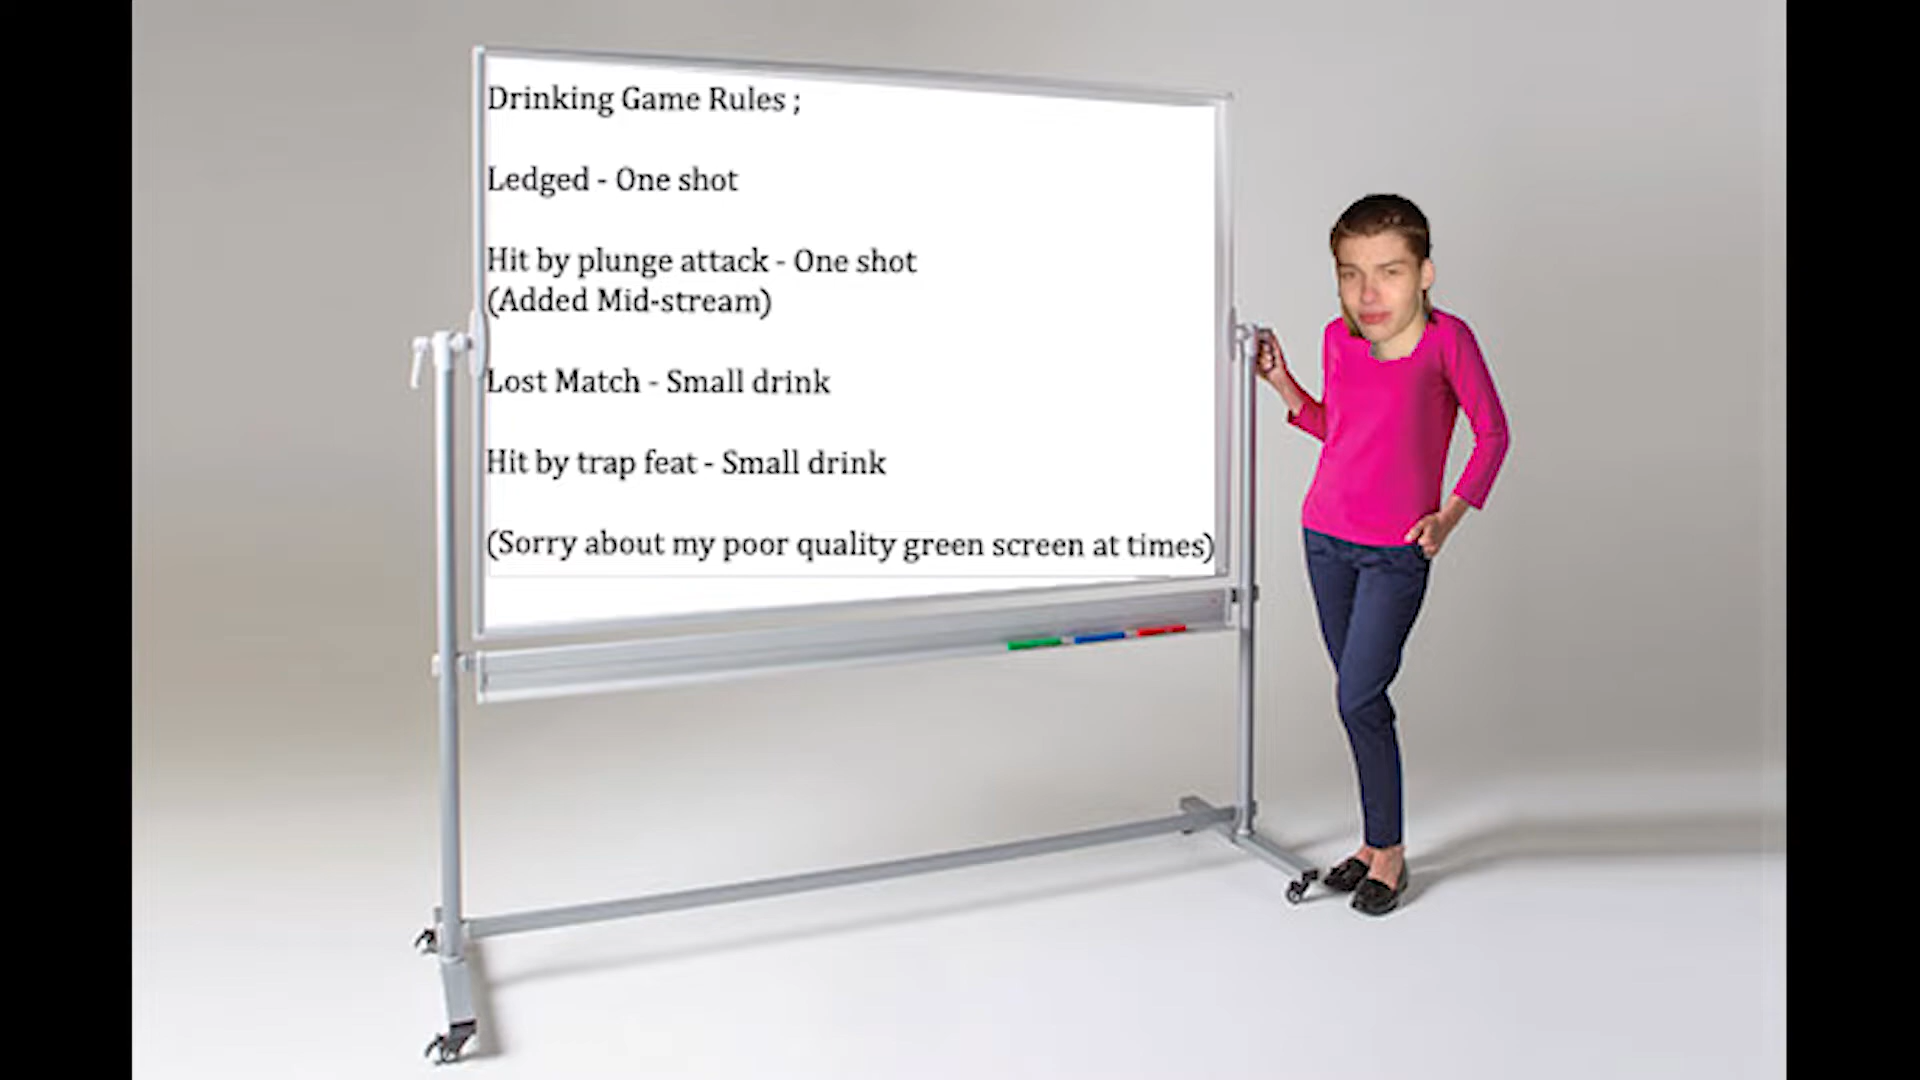 Drinking Game Rules ;
Ledged - One shot
Hit by plunge attack - One shot
(Added Mid-stream)
Lost Match - Small drink
Hit by trap feat - Small drink
(Sorry about my poor quality green screen at times)